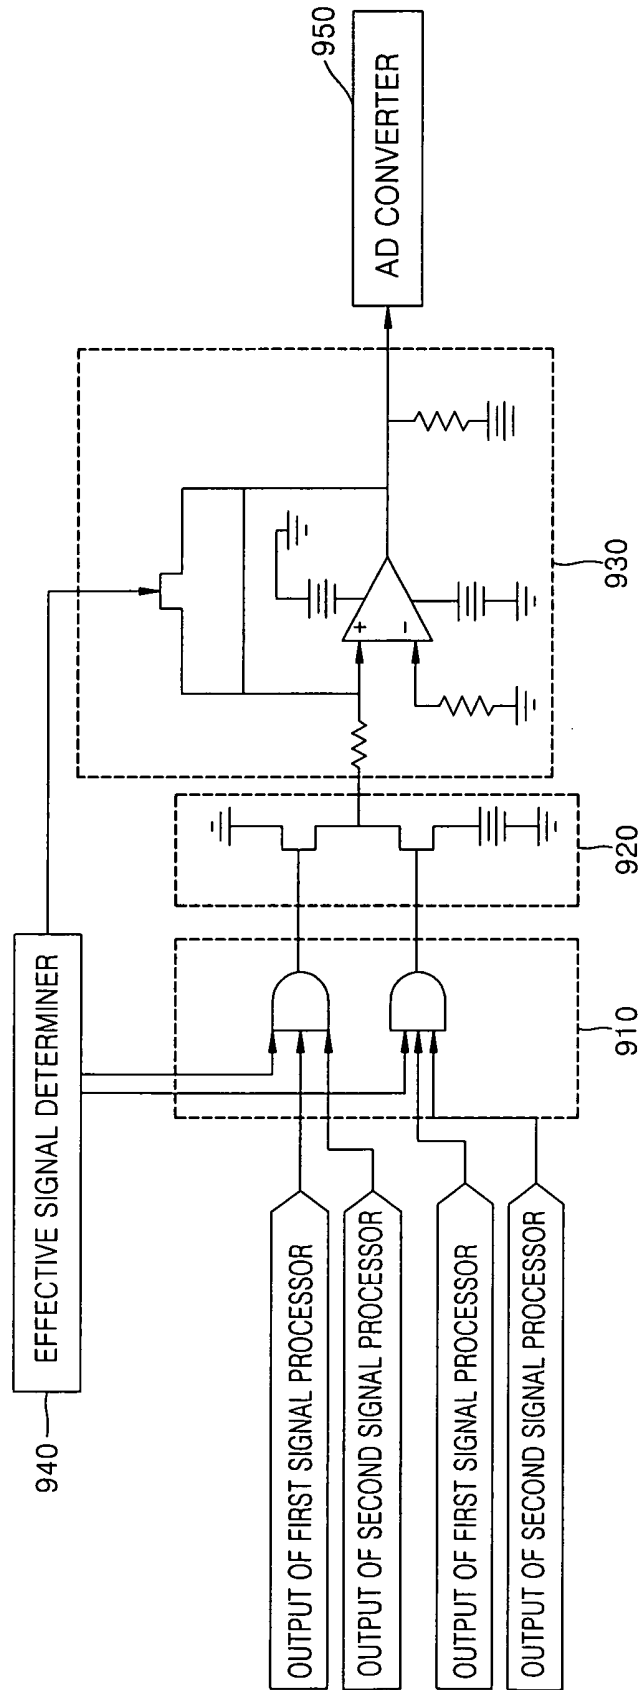 940
EFFECTIVE SIGNAL DETERMINER
OUTPUT OF FIRST SIGNAL PROCESSOR
OUTPUT OF SECOND SIGNAL PROCESSOR
OUTPUT OF FIRST SIGNAL PROCESSOR
OUTPUT OF SECOND SIGNAL PROCESSOR
910
920
+
-
930
950
AD CONVERTER